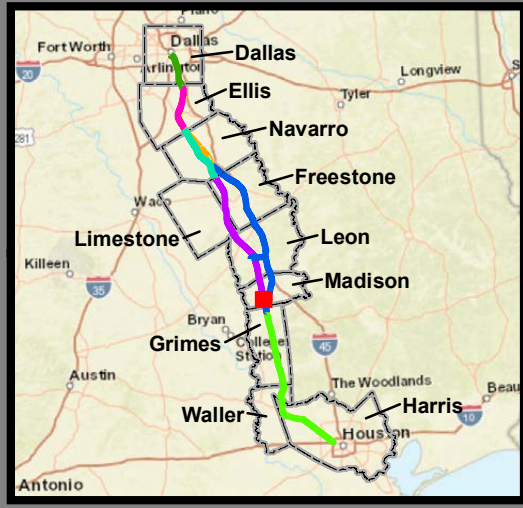 Plano
Fort Worth
Dallas
Dallas
Arlington
20
Longview
Ellis
Tyler
281
Navarro
Freestone
Waco
Limestone
Leon
Killeen
35
Madison
Bryan
Grimes
College
Station
45
Austin
The Woodlands
Beau
Waller
Harris
10
Houston
Antonio